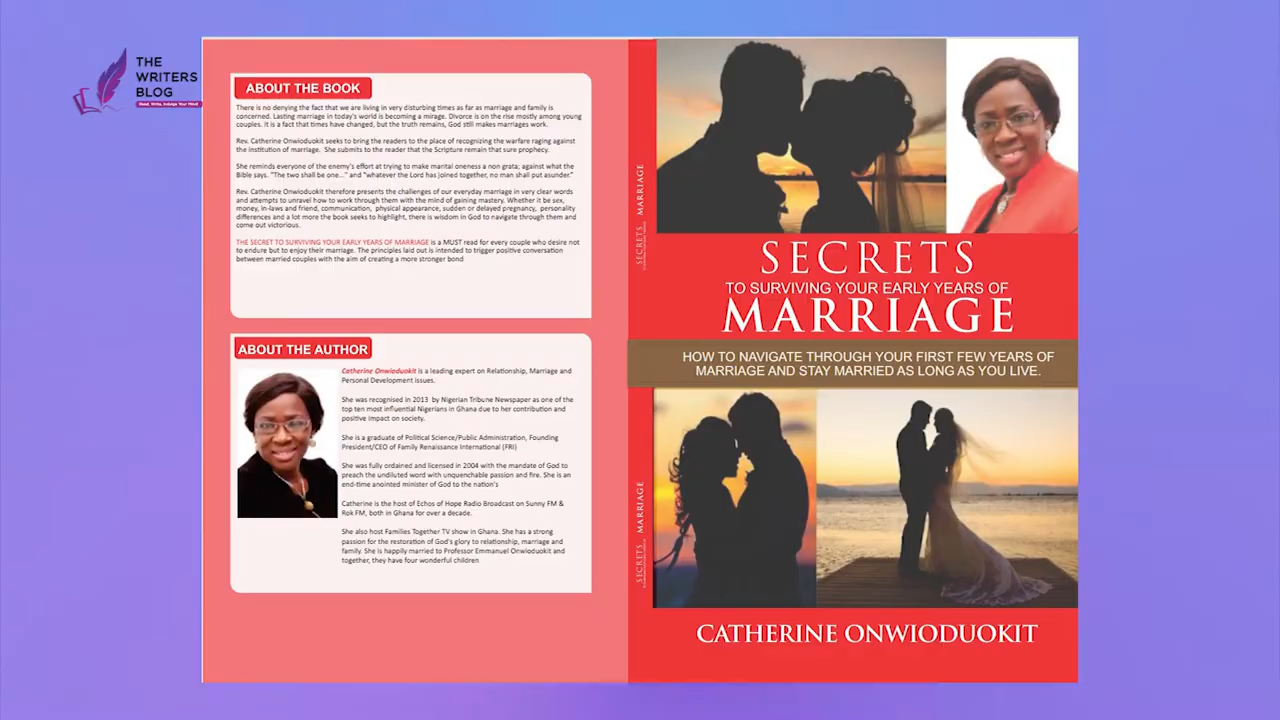 THE
WRITERS
BLOG
Read, Write, Indulge Your Mind
ABOUT THE BOOK
There is no denying the fact that we are living in very disturbing times as far as marriage and family is
concerned. Lasting marriage in today's world is becoming a mirage. Divorce is on the rise mostly among young
couples. It is a fact that times have changed, but the truth remains, God still makes marriages work.
Rev. Catherine Onwioduokit seeks to bring the readers to the place of recognizing the warfare raging against
the institution of marriage. She submits to the reader that the Scripture remain that sure prophecy.
She reminds everyone of the enemy's effort at trying to make marital oneness a non grata; against what the
Bible says. "The two shall be one..." and "whatever the Lord has joined together, no man shall put asunder."
Rev. Catherine Onwioduokit therefore presents the challenges of our everyday marriage in very clear words
and attempts to unravel how to work through them with the mind of gaining mastery. Whether it be sex,
money, in-laws and friend, communication, physical appearance, sudden or delayed pregnancy, personality
differences and a lot more the book seeks to highlight, there is wisdom in God to navigate through them and
come out victorious.
THE SECRET TO SURVIVING YOUR EARLY YEARS OF MARRIAGE is a MUST read for every couple who desire not
to endure but to enjoy their marriage. The principles laid out is intended to trigger positive conversation
between married couples with the aim of creating a more stronger bond
ABOUT THE AUTHOR
Catherine Onwioduokit is a leading expert on Relationship, Marriage and
Personal Development issues.
She was recognised in 2013 by Nigerian Tribune Newspaper as one of the
top ten most influential Nigerians in Ghana due to her contribution and
positive impact on society.
She is a graduate of Political Science/Public Administration, Founding
President/CEO of Family Renaissance International (FRI)
She was fully ordained and licensed in 2004 with the mandate of God to
preach the undiluted word with unquenchable passion and fire. She is an
end-time anointed minister of God to the nation's
Catherine is the host of Echos of Hope Radio Broadcast on Sunny FM &
Rok FM, both in Ghana for over a decade.
She also host Families Together TV show in Ghana. She has a strong
passion for the restoration of God's glory to relationship, marriage and
family. She is happily married to Professor Emmanuel Onwioduokit and
together, they have four wonderful children
SECRETS MARRIAGE
SECRETS MARRIAGE
SECRETS
TO SURVIVING YOUR EARLY YEARS OF
MARRIAGE
HOW TO NAVIGATE THROUGH YOUR FIRST FEW YEARS OF
MARRIAGE AND STAY MARRIED AS LONG AS YOU LIVE.
CATHERINE ONWIODUOKIT